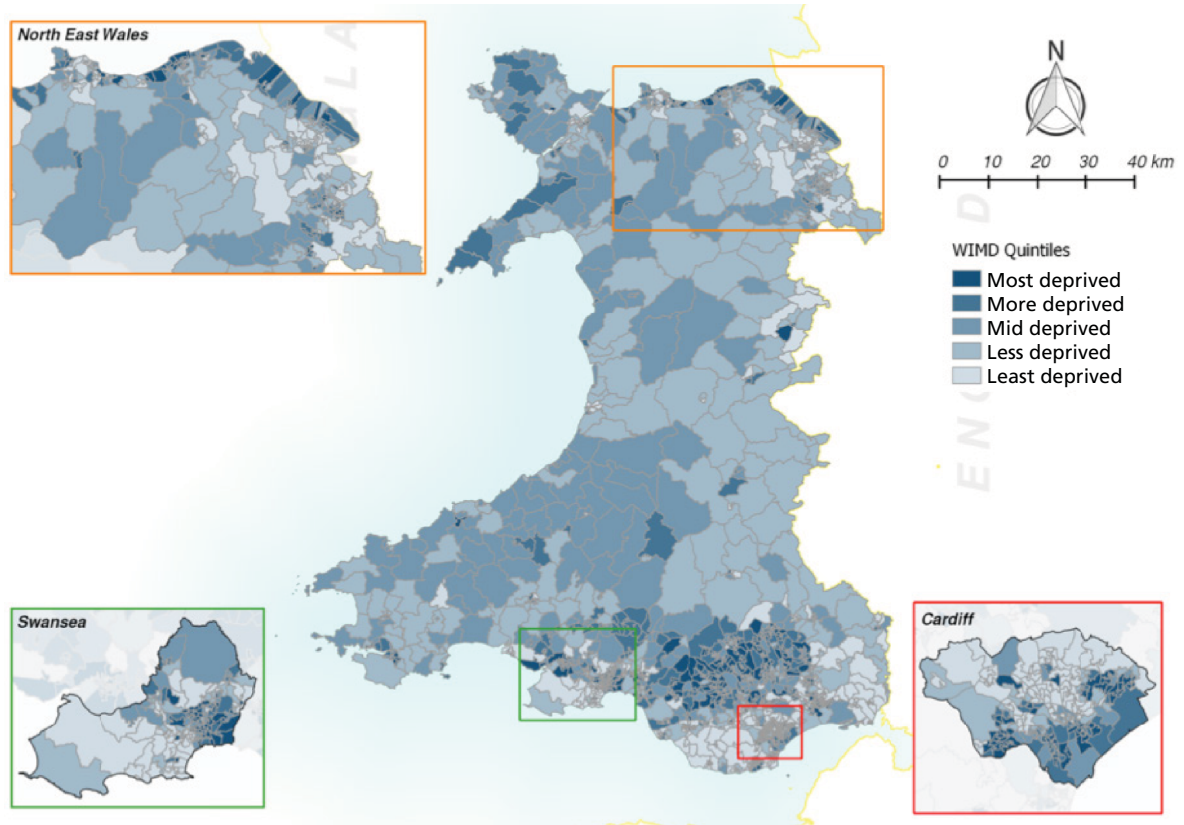 North East Wales
N
0 10 20 30 40 km
WIMD Quintiles
Most deprived
More deprived
Mid deprived
Less deprived
Least deprived
Swansea
Cardiff